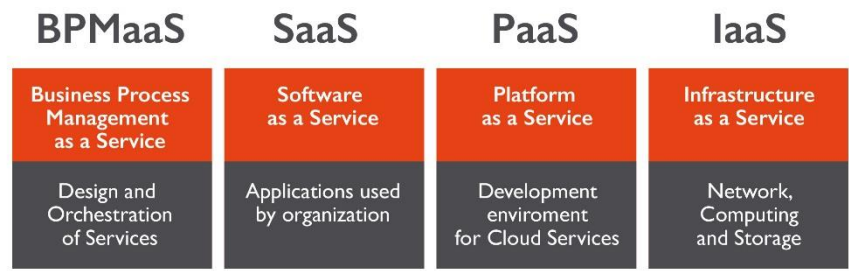 BPMaaS
Business Process
Management
as a Service
Design and
Orchestration
of Services
SaaS
Software
as a Service
Applications used
by organization
PaaS
Platform
as a Service
Development
enviroment
for Cloud Services
IaaS
Infrastructure
as a Service
Network,
Computing
and Storage